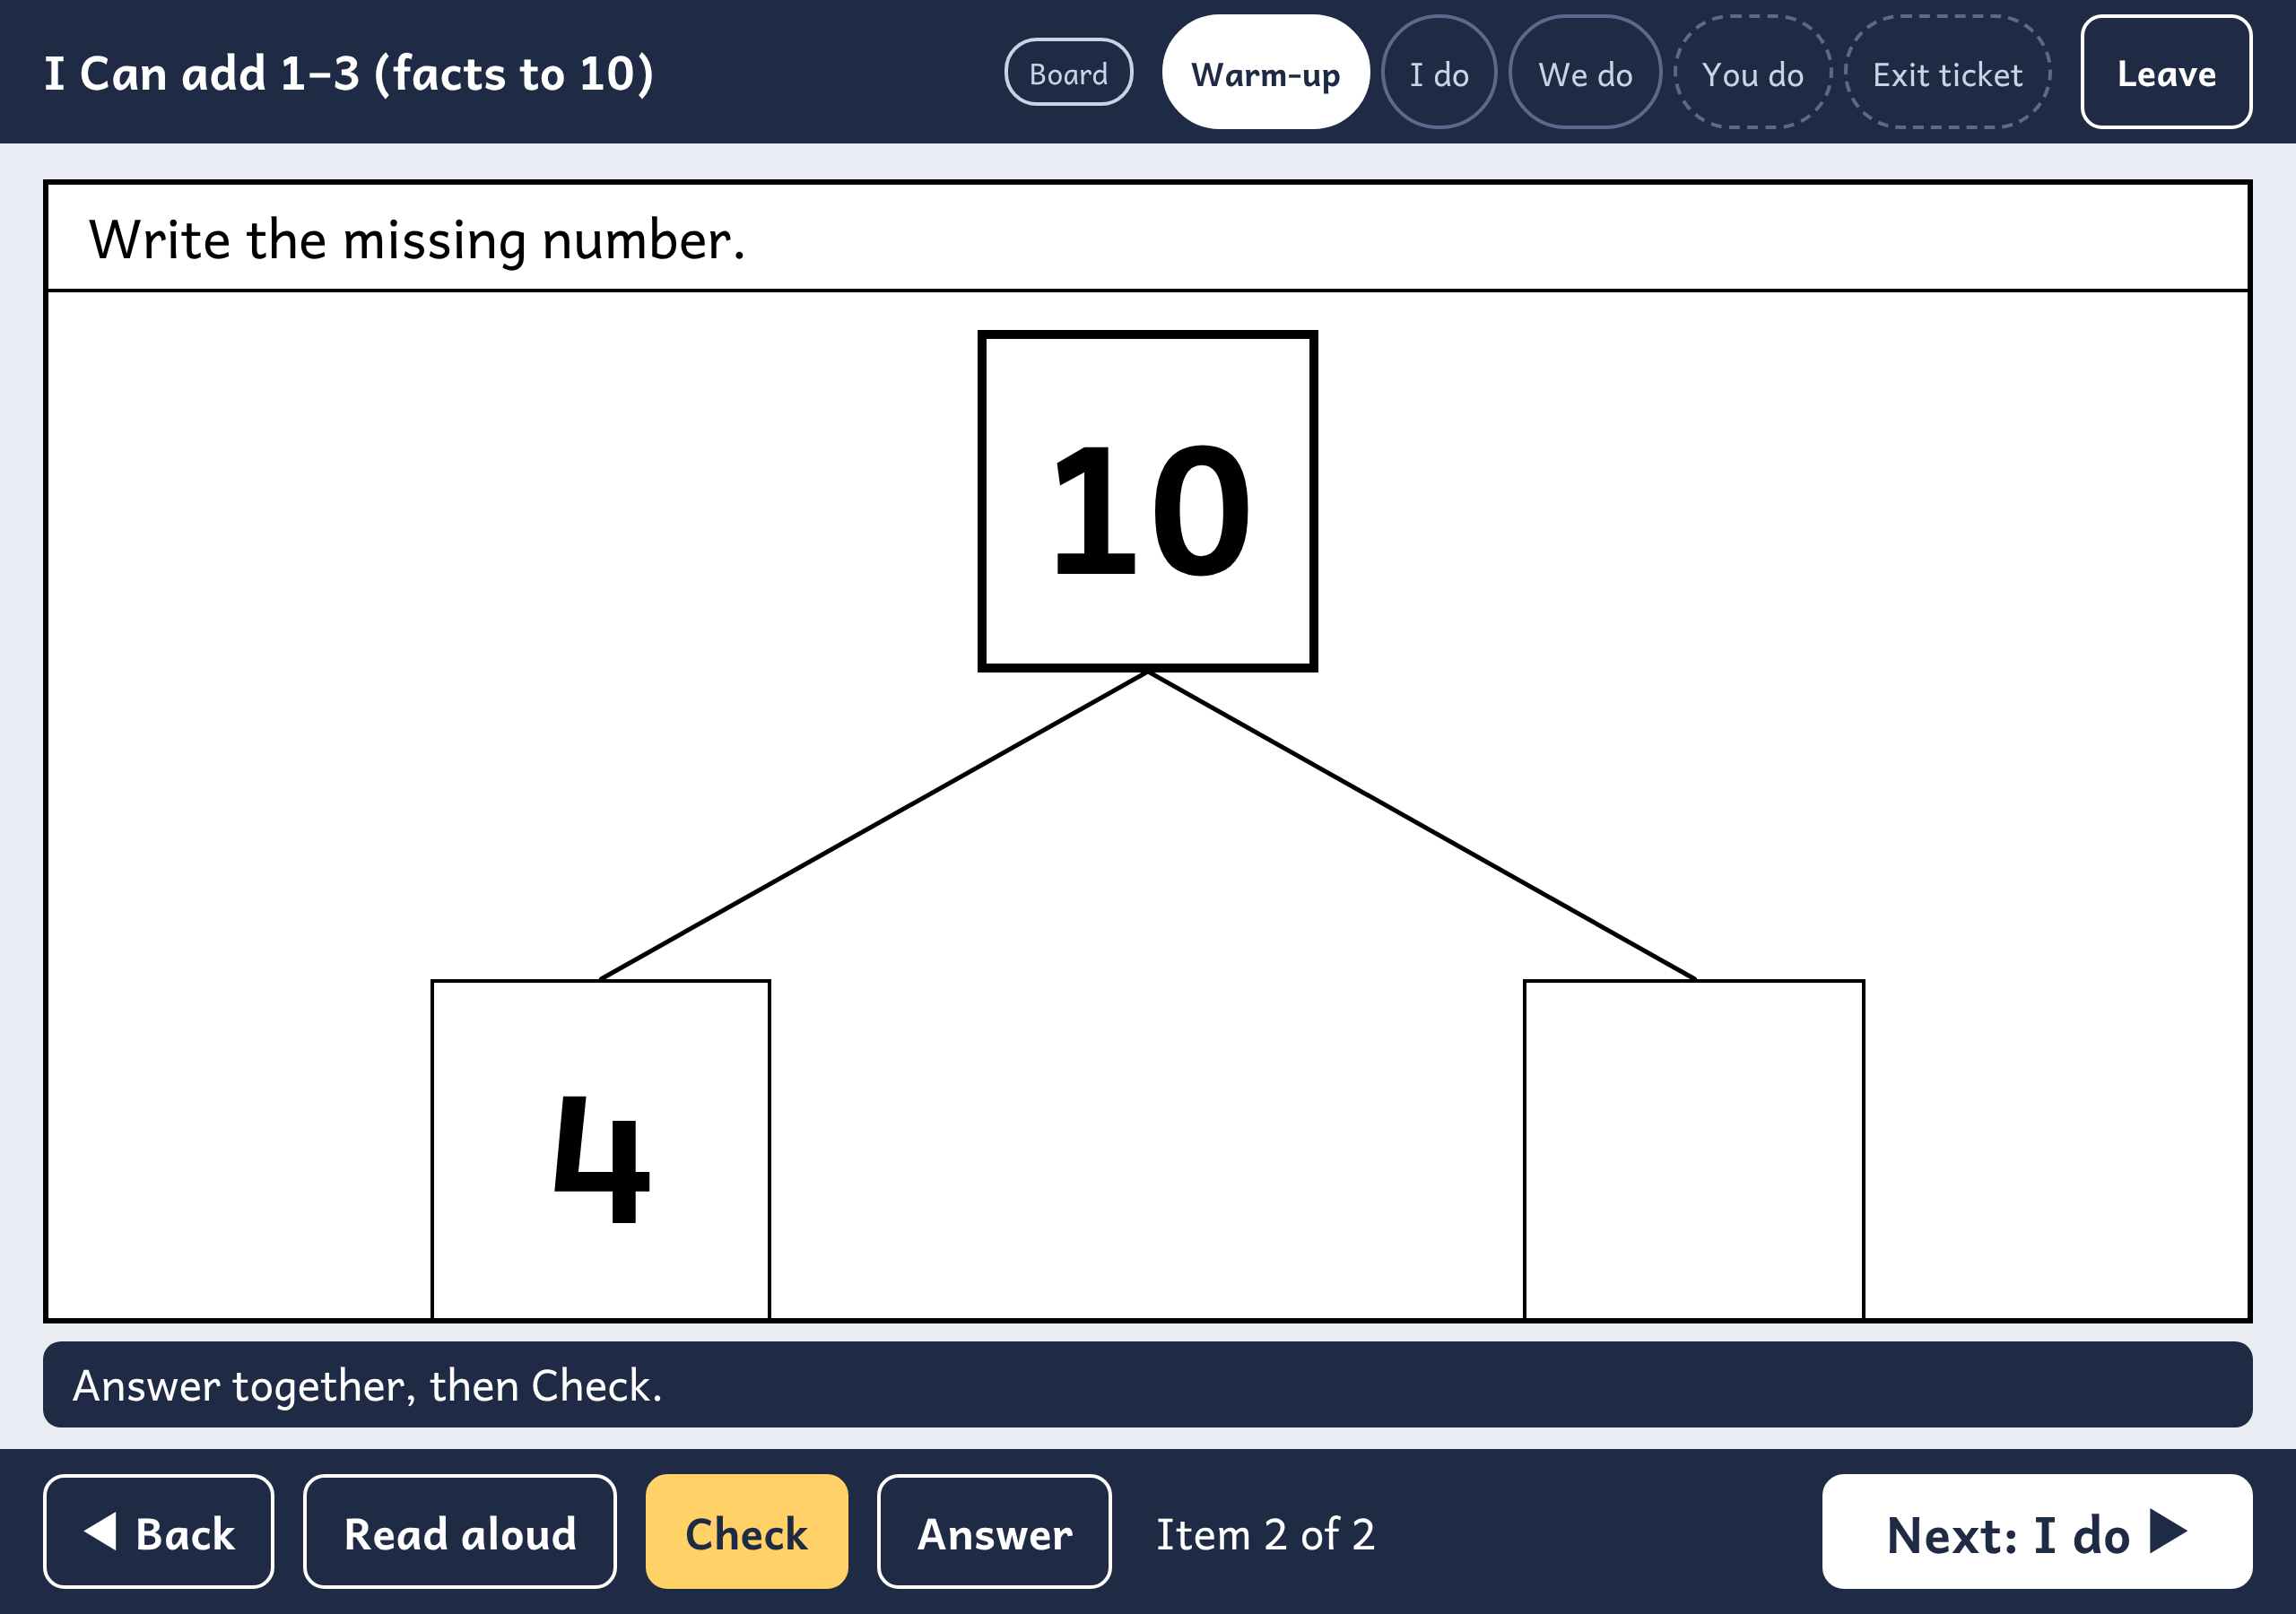 I Can add 1–3 (facts to 10)
Board
Warm-up
I do
We do
You do
Exit ticket
Leave
Write the missing number.
10
4
Answer together, then Check.
◀ Back
Read aloud
Check
Answer
Item 2 of 2
Next: I do ▶